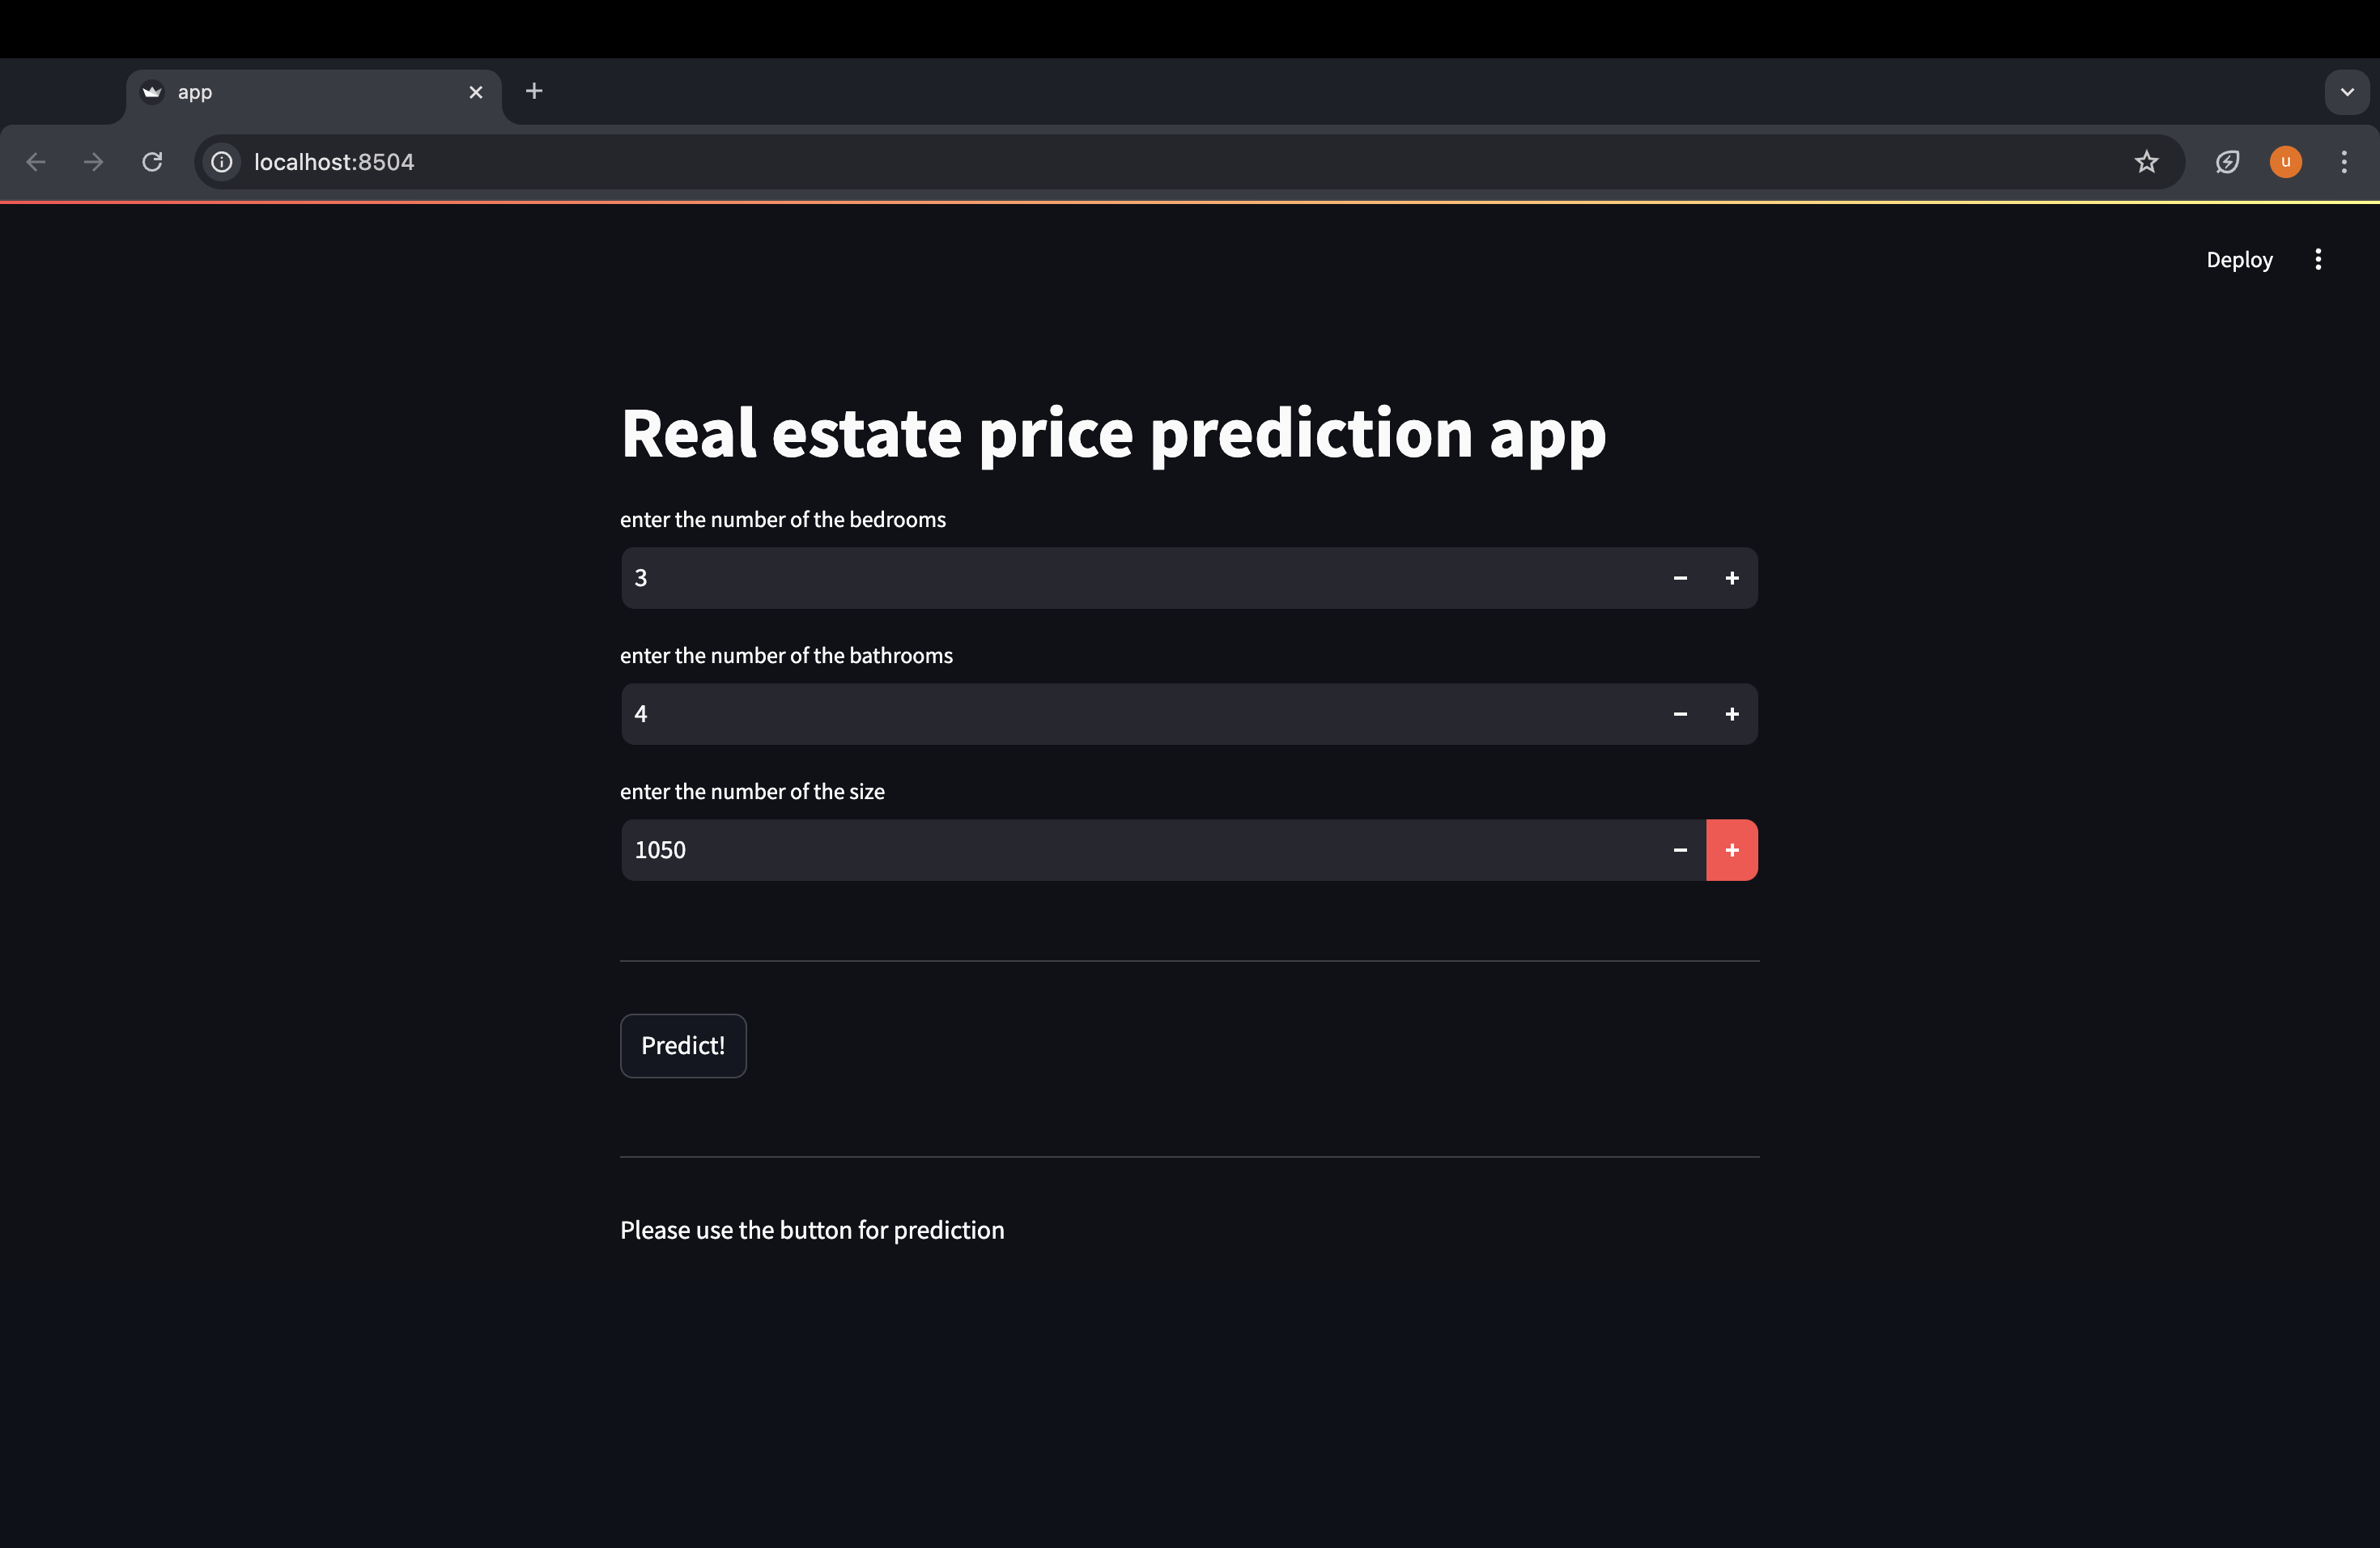 app
localhost:8504
u
Deploy
Real estate price prediction app
enter the number of the bedrooms
3
enter the number of the bathrooms
4
enter the number of the size
1050
Predict!
Please use the button for prediction